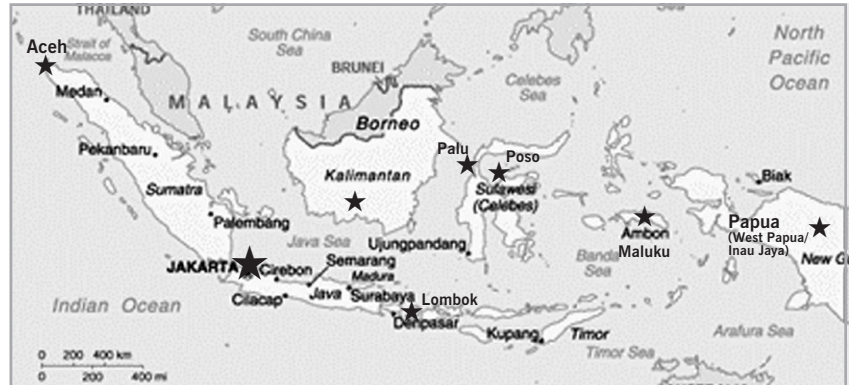 THAILAND
Aceh
Strait of
Malacce
South China
Sea
Sea
North
Pacific
Ocean
BRUNEI
Celebes
Sea
Medan
MALAYSIA
Borneo
Palu
Poso
Pekanbaru
Kalimantan
Biak
Sumatra
Sulawesi
(Celebes)
Palembang
Papua
(West Papua/
Inau Jaya)
Ambon
Maluku
Java Sea
Ujungpandang
Banda
Sea
New G
JAKARTA
Cirebon
Semarang
Madura
Indian Ocean
Cilacap
Java
Surabaya
Lombok
Denpasar
Kupang
Timor
Arafura Sea
Timor Sea
0 200 400 km
0 200 400 mi